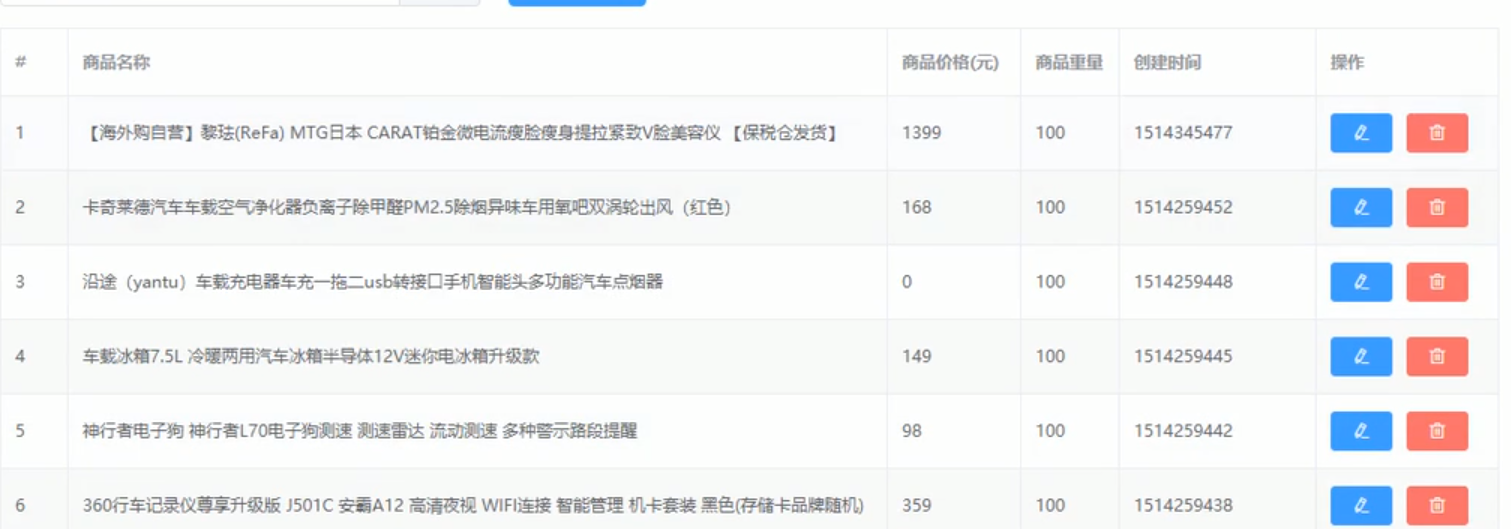 # 商品名称 商品价格(元) 商品重量 创建时间 操作
1 【海外购自营】黎珐(ReFa) MTG日本 CARAT铂金微电流瘦脸瘦身提拉紧致V脸美容仪 【保税仓发货】 1399 100 1514345477
2 卡奇莱德汽车车载空气净化器负离子除甲醛PM2.5除烟异味车用氧吧双涡轮出风（红色） 168 100 1514259452
3 沿途（yantu）车载充电器车充一拖二usb转接口手机智能头多功能汽车点烟器 0 100 1514259448
4 车载冰箱7.5L 冷暖两用汽车冰箱半导体12V迷你电冰箱升级款 149 100 1514259445
5 神行者电子狗 神行者L70电子狗测速 测速雷达 流动测速 多种警示路段提醒 98 100 1514259442
6 360行车记录仪尊享升级版 J501C 安霸A12 高清夜视 WIFI连接 智能管理 机卡套装 黑色(存储卡品牌随机) 359 100 1514259438